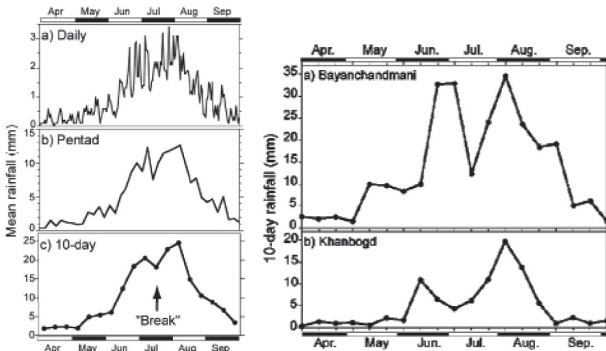 Apr May Jun Jul Aug Sep
a) Daily
3
2
1
0
b) Pentad
15
10
5
0
c) 10-day
25
20
15
10
5
0
"Break"
Apr May Jun Jul Aug Sep
Mean rainfall (mm)
Apr. May Jun. Jul. Aug. Sep.
a) Bayanchandmani
35
30
25
20
15
10
5
0
b) Khanbogd
20
15
10
5
0
Apr. May Jun. Jul. Aug. Sep.
10-day rainfall (mm)